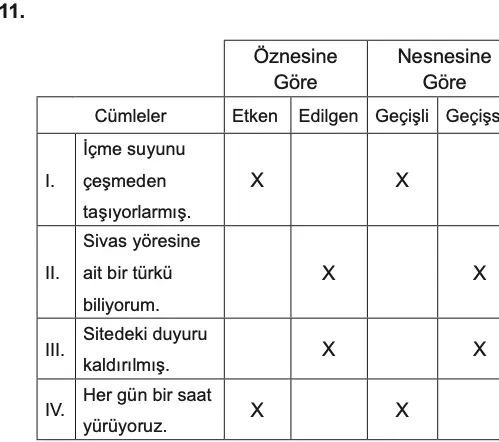 11.
Öznesine Göre Nesnesine Göre
Cümleler Etken Edilgen Geçişli Geçişs
I. İçme suyunu çeşmeden taşıyorlarmış. X X
II. Sivas yöresine ait bir türkü biliyorum. X X
III. Sitedeki duyuru kaldırılmış. X X
IV. Her gün bir saat yürüyoruz. X X